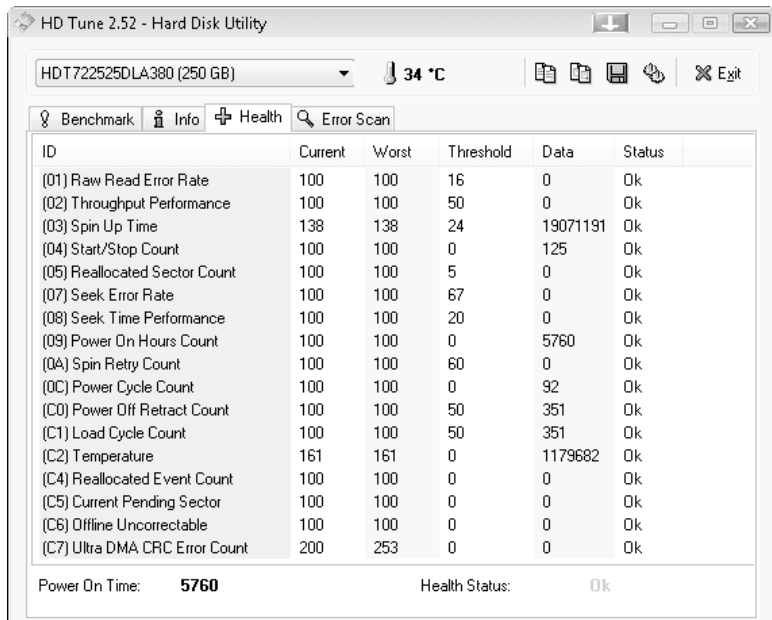 HD Tune 2.52 - Hard Disk Utility
HDT722525DLA380 (250 GB) 34 °C Exit
Benchmark Info Health Error Scan
ID Current Worst Threshold Data Status
(01) Raw Read Error Rate 100 100 16 0 Ok
(02) Throughput Performance 100 100 50 0 Ok
(03) Spin Up Time 138 138 24 19071191 Ok
(04) Start/Stop Count 100 100 0 125 Ok
(05) Reallocated Sector Count 100 100 5 0 Ok
(07) Seek Error Rate 100 100 67 0 Ok
(08) Seek Time Performance 100 100 20 0 Ok
(09) Power On Hours Count 100 100 0 5760 Ok
(0A) Spin Retry Count 100 100 60 0 Ok
(0C) Power Cycle Count 100 100 0 92 Ok
(C0) Power Off Retract Count 100 100 50 351 Ok
(C1) Load Cycle Count 100 100 50 351 Ok
(C2) Temperature 161 161 0 1179682 Ok
(C4) Reallocated Event Count 100 100 0 0 Ok
(C5) Current Pending Sector 100 100 0 0 Ok
(C6) Offline Uncorrectable 100 100 0 0 Ok
(C7) Ultra DMA CRC Error Count 200 253 0 0 Ok
Power On Time: 5760 Health Status: Ok